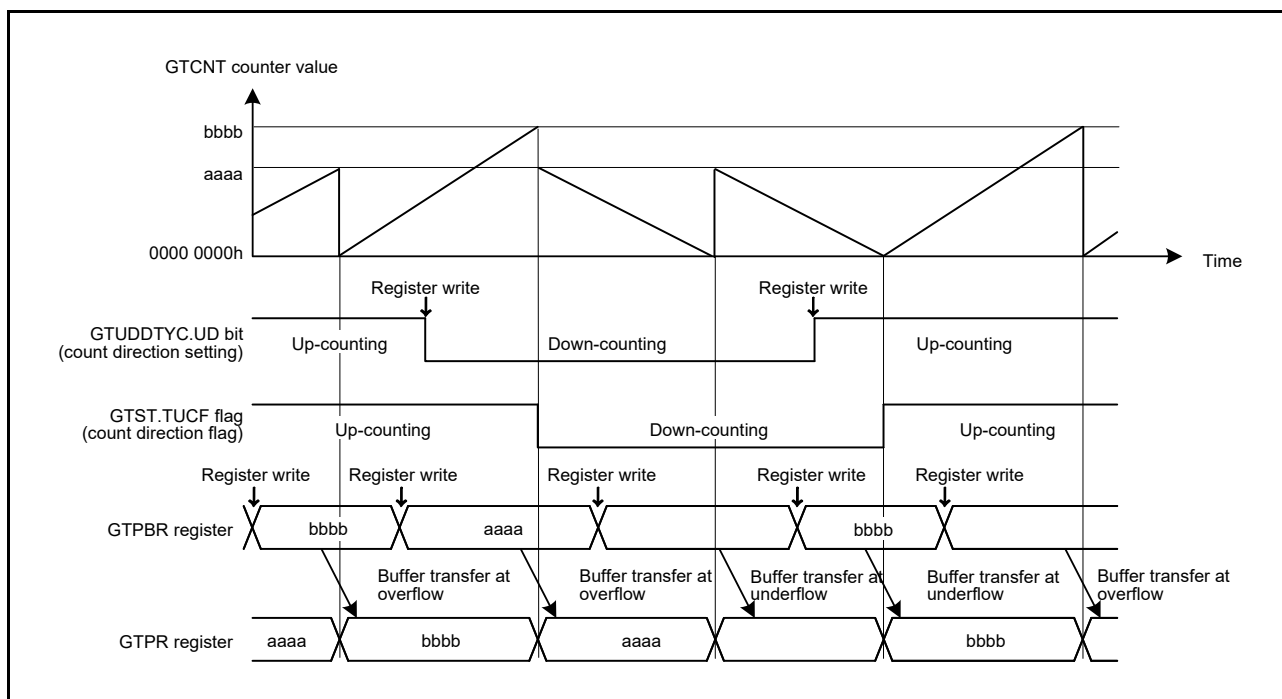 GTCNT counter value
bbbb
aaaa
0000 0000h
Time
Register write
Register write
GTUDDTYC.UD bit
(count direction setting)
Up-counting
Down-counting
Up-counting
GTST.TUCF flag
(count direction flag)
Up-counting
Down-counting
Up-counting
Register write
Register write
Register write
Register write
Register write
GTPBR register
bbbb
aaaa
bbbb
Buffer transfer at
overflow
Buffer transfer at
overflow
Buffer transfer at
underflow
Buffer transfer at
underflow
Buffer transfer at
overflow
GTPR register
aaaa
bbbb
aaaa
bbbb